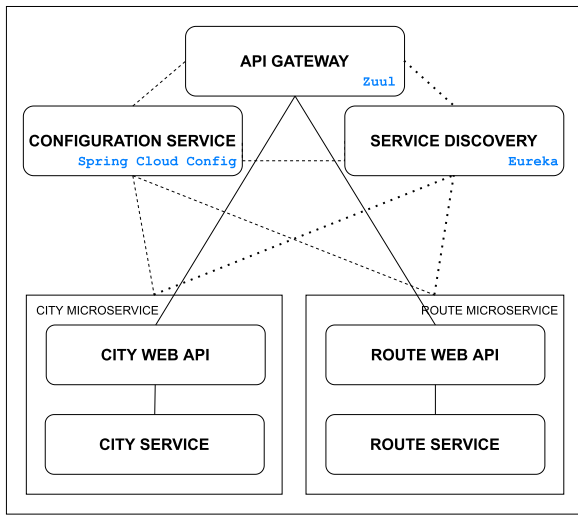 API GATEWAY
Zuul
CONFIGURATION SERVICE
Spring Cloud Config
SERVICE DISCOVERY
Eureka
CITY MICROSERVICE
CITY WEB API
CITY SERVICE
ROUTE MICROSERVICE
ROUTE WEB API
ROUTE SERVICE